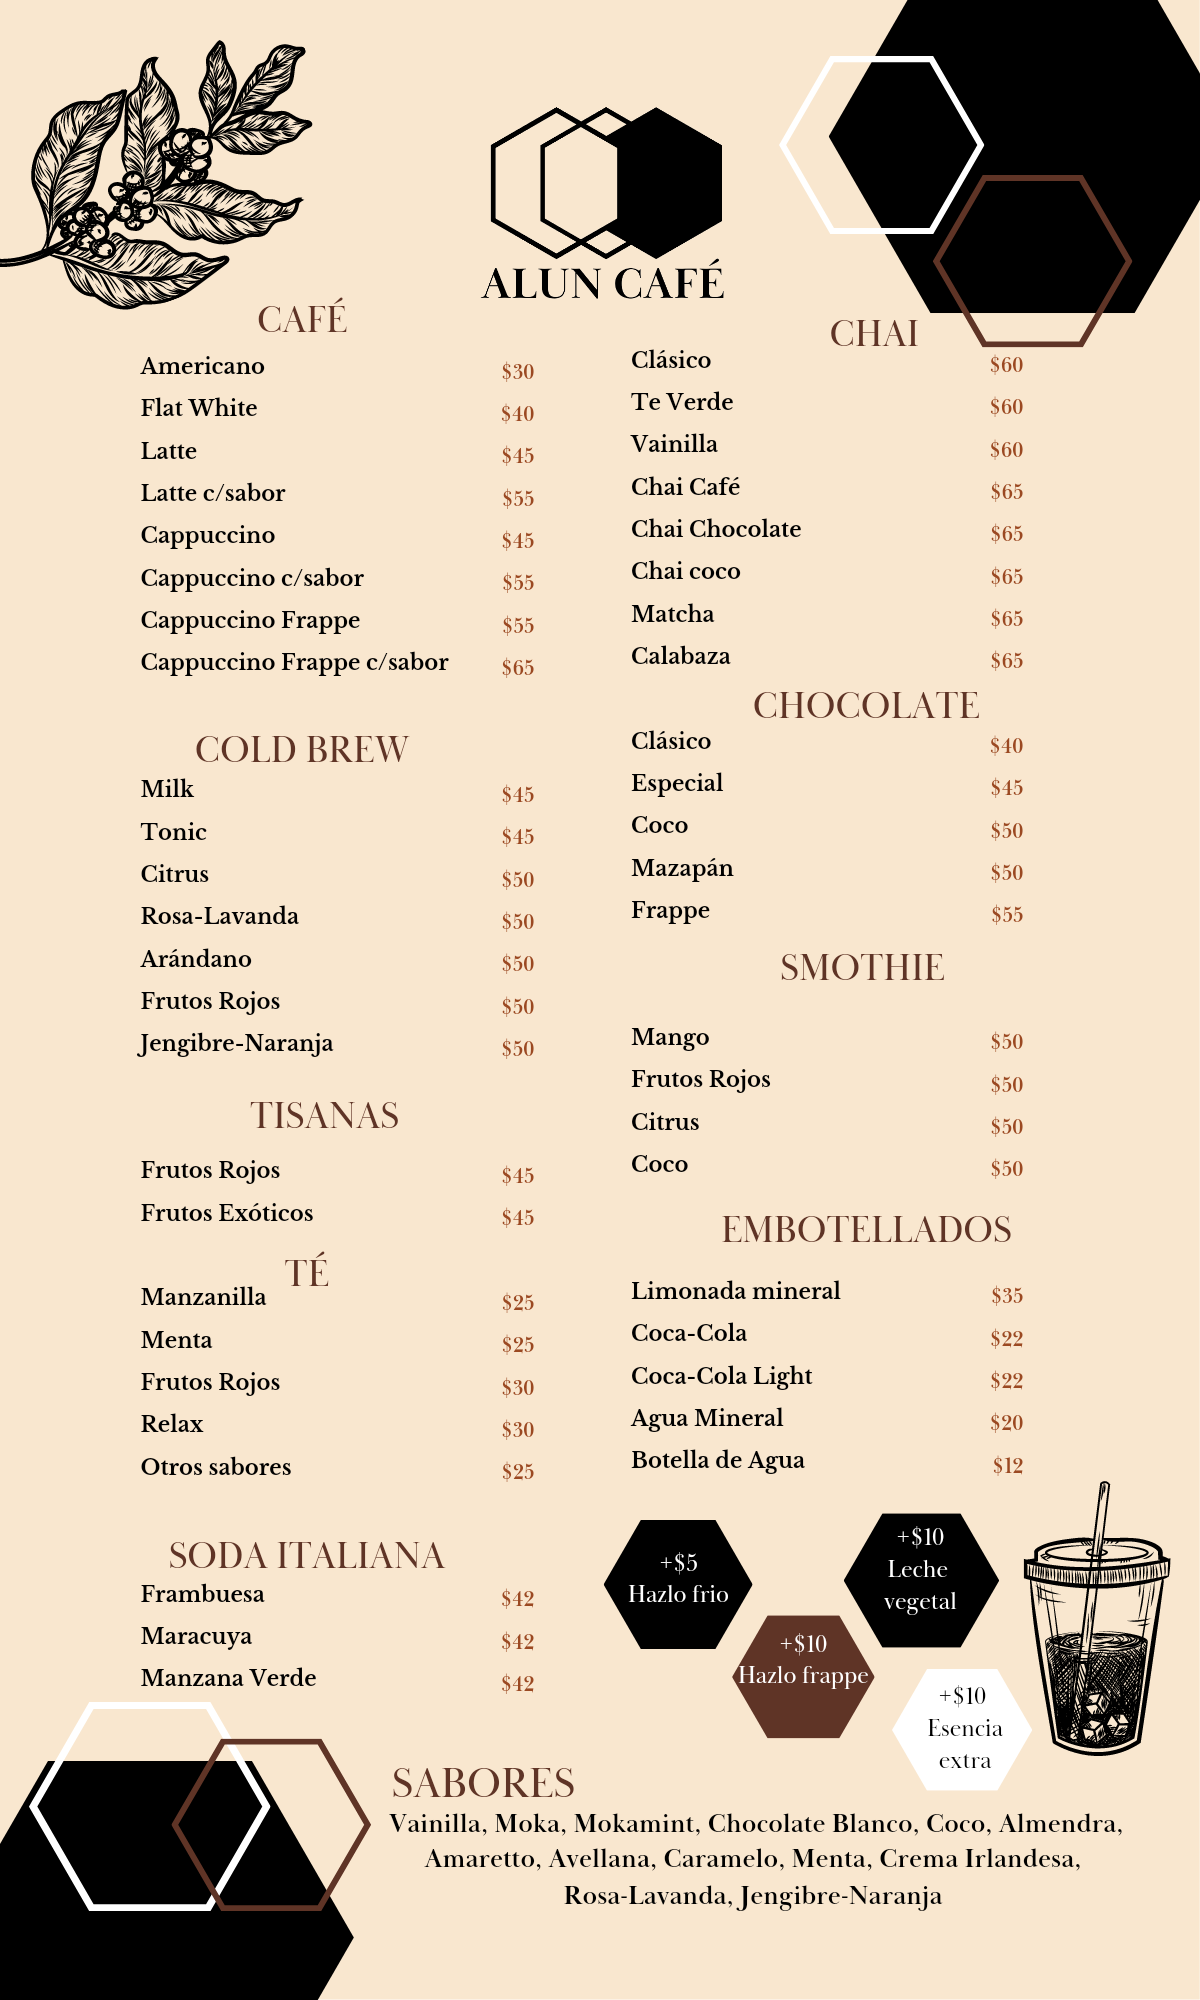 ALUN CAFÉ
CAFÉ
Americano $30
Flat White $40
Latte $45
Latte c/sabor $55
Cappuccino $45
Cappuccino c/sabor $55
Cappuccino Frappe $55
Cappuccino Frappe c/sabor $65
COLD BREW
Milk $45
Tonic $45
Citrus $50
Rosa-Lavanda $50
Arándano $50
Frutos Rojos $50
Jengibre-Naranja $50
TISANAS
Frutos Rojos $45
Frutos Exóticos $45
TÉ
Manzanilla $25
Menta $25
Frutos Rojos $30
Relax $30
Otros sabores $25
SODA ITALIANA
Frambuesa $42
Maracuya $42
Manzana Verde $42
CHAI
Clásico $60
Te Verde $60
Vainilla $60
Chai Café $65
Chai Chocolate $65
Chai coco $65
Matcha $65
Calabaza $65
CHOCOLATE
Clásico $40
Especial $45
Coco $50
Mazapán $50
Frappe $55
SMOTHIE
Mango $50
Frutos Rojos $50
Citrus $50
Coco $50
EMBOTELLADOS
Limonada mineral $35
Coca-Cola $22
Coca-Cola Light $22
Agua Mineral $20
Botella de Agua $12
+$5
Hazlo frio
+$10
Leche
vegetal
+$10
Hazlo frappe
+$10
Esencia
extra
SABORES
Vainilla, Moka, Mokamint, Chocolate Blanco, Coco, Almendra,
Amaretto, Avellana, Caramelo, Menta, Crema Irlandesa,
Rosa-Lavanda, Jengibre-Naranja